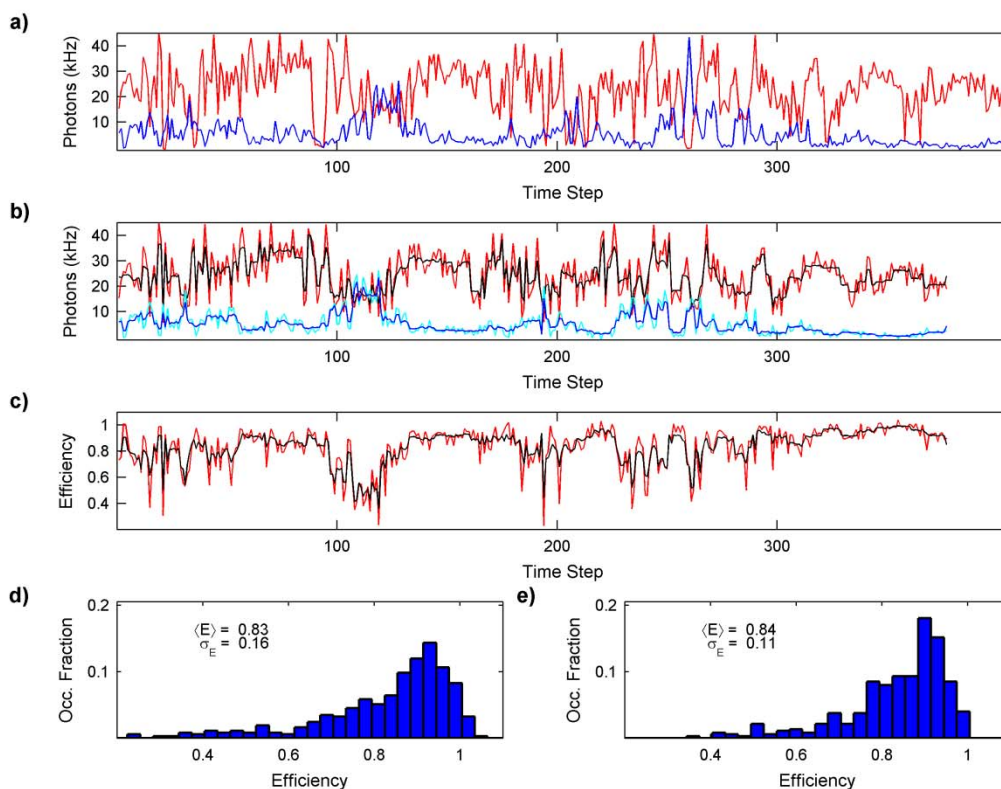 a)
Photons (kHz)
40
30
20
10
100
200
300
Time Step
b)
Photons (kHz)
40
30
20
10
100
200
300
Time Step
c)
Efficiency
1
0.8
0.6
0.4
100
200
300
Time Step
d)
Occ. Fraction
0.2
0.1
⟨E⟩ = 0.83
σE = 0.16
0.4
0.6
0.8
1
Efficiency
e)
Occ. Fraction
0.2
0.1
⟨E⟩ = 0.84
σE = 0.11
0.4
0.6
0.8
1
Efficiency